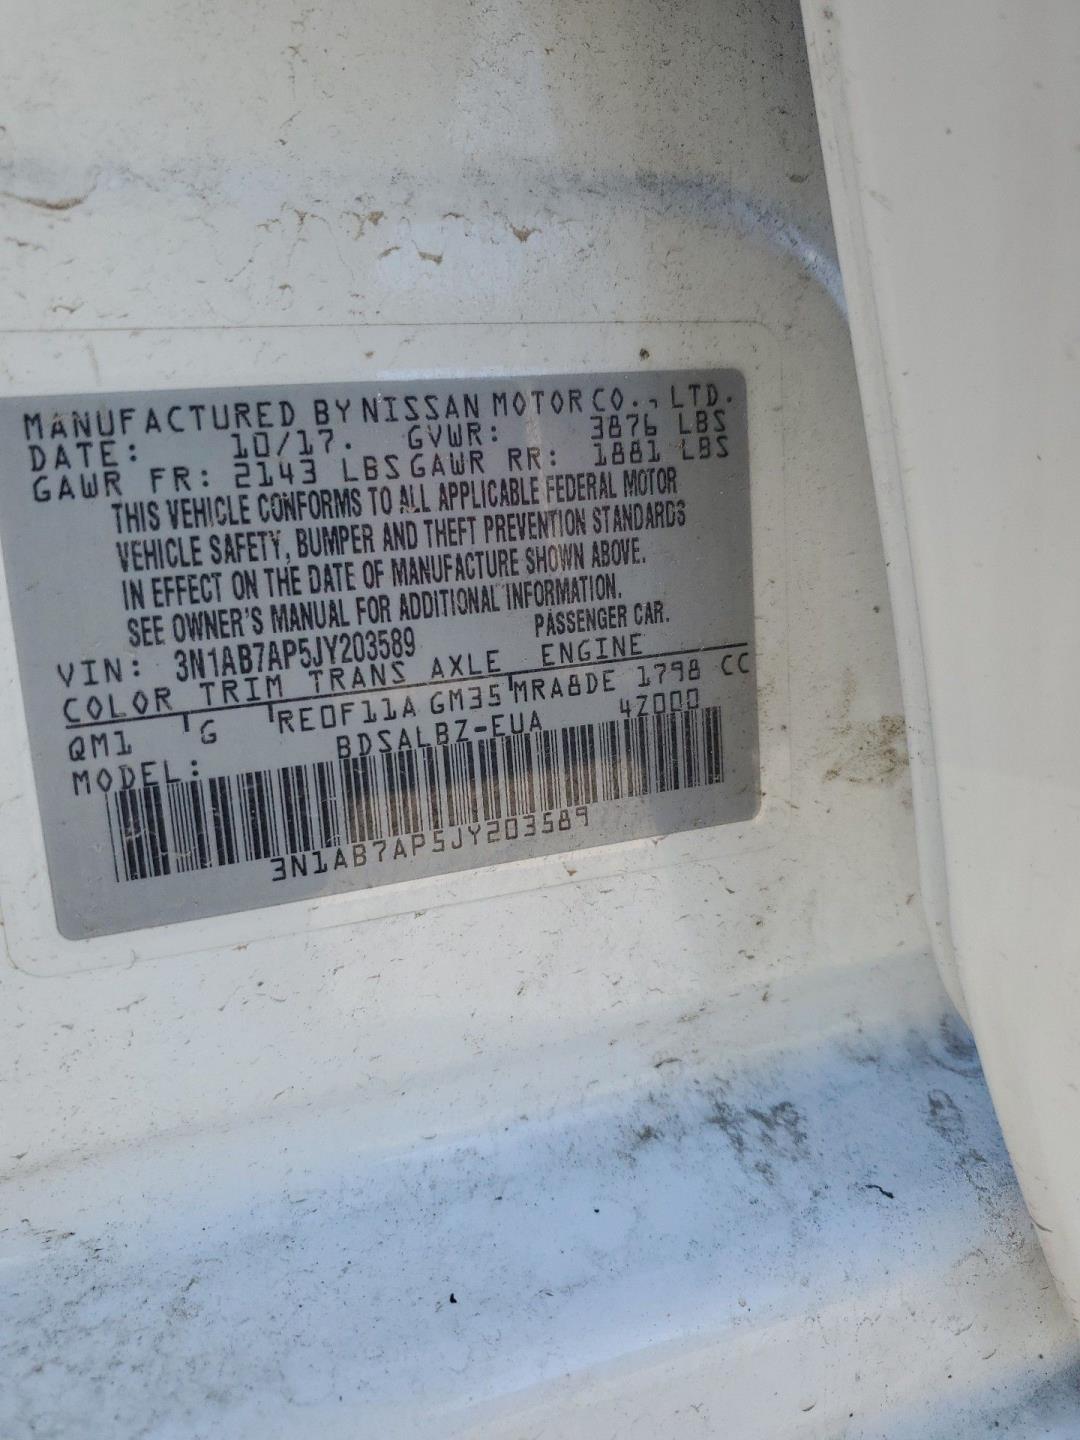 MANUFACTURED BY NISSAN MOTOR CO., LTD.
DATE: 10/17. GVWR: 3876 LBS
GAWR FR: 2143 LBS GAWR RR: 1881 LBS
THIS VEHICLE CONFORMS TO ALL APPLICABLE FEDERAL MOTOR
VEHICLE SAFETY, BUMPER AND THEFT PREVENTION STANDARDS
IN EFFECT ON THE DATE OF MANUFACTURE SHOWN ABOVE.
SEE OWNER'S MANUAL FOR ADDITIONAL INFORMATION.
VIN: 3N1AB7AP5JY203589 PASSENGER CAR.
COLOR TRIM TRANS AXLE ENGINE
QM1 G RE0F11A GM35 MRA8DE 1798 CC
MODEL: BDSALBZ-EUA 4Z000
3N1AB7AP5JY203589